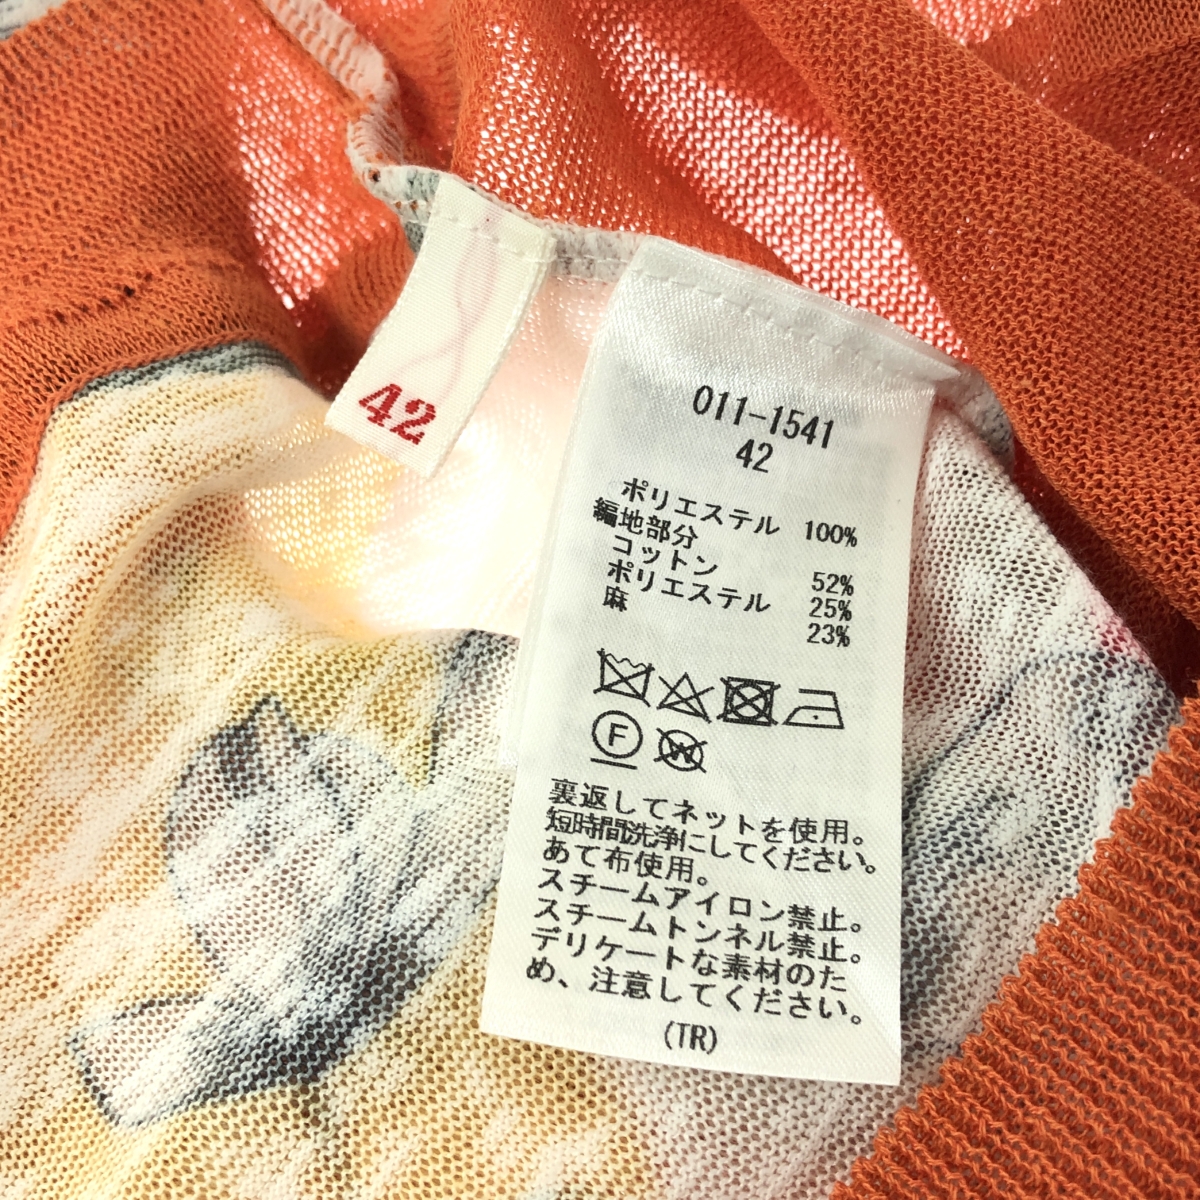 42
011-1541
42
ポリエステル 100%
編地部分
コットン 52%
ポリエステル 25%
麻 23%
F W
裏返してネットを使用。
短時間洗浄にしてください。
あて布使用。
スチームアイロン禁止。
スチームトンネル禁止。
デリケートな素材のた
め、注意してください。
(TR)